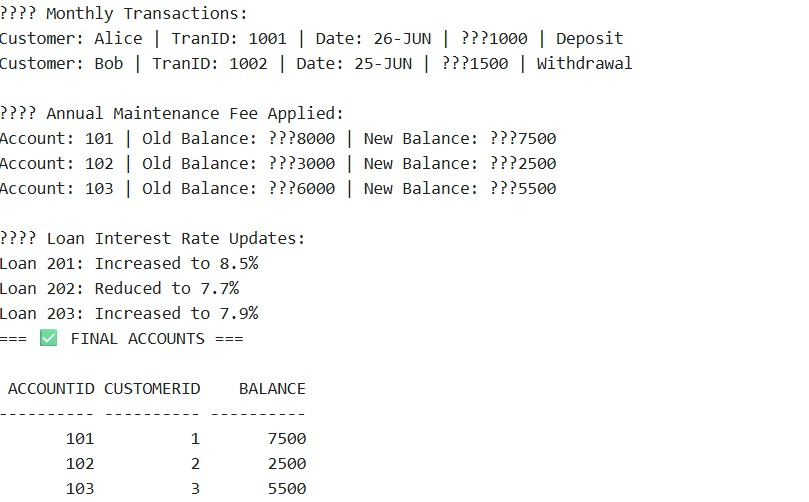 ???? Monthly Transactions:
Customer: Alice | TranID: 1001 | Date: 26-JUN | ???1000 | Deposit
Customer: Bob | TranID: 1002 | Date: 25-JUN | ???1500 | Withdrawal
???? Annual Maintenance Fee Applied:
Account: 101 | Old Balance: ???8000 | New Balance: ???7500
Account: 102 | Old Balance: ???3000 | New Balance: ???2500
Account: 103 | Old Balance: ???6000 | New Balance: ???5500
???? Loan Interest Rate Updates:
Loan 201: Increased to 8.5%
Loan 202: Reduced to 7.7%
Loan 203: Increased to 7.9%
=== ✅ FINAL ACCOUNTS ===
ACCOUNTID CUSTOMERID    BALANCE
---------- ---------- ----------
101          1       7500
102          2       2500
103          3       5500